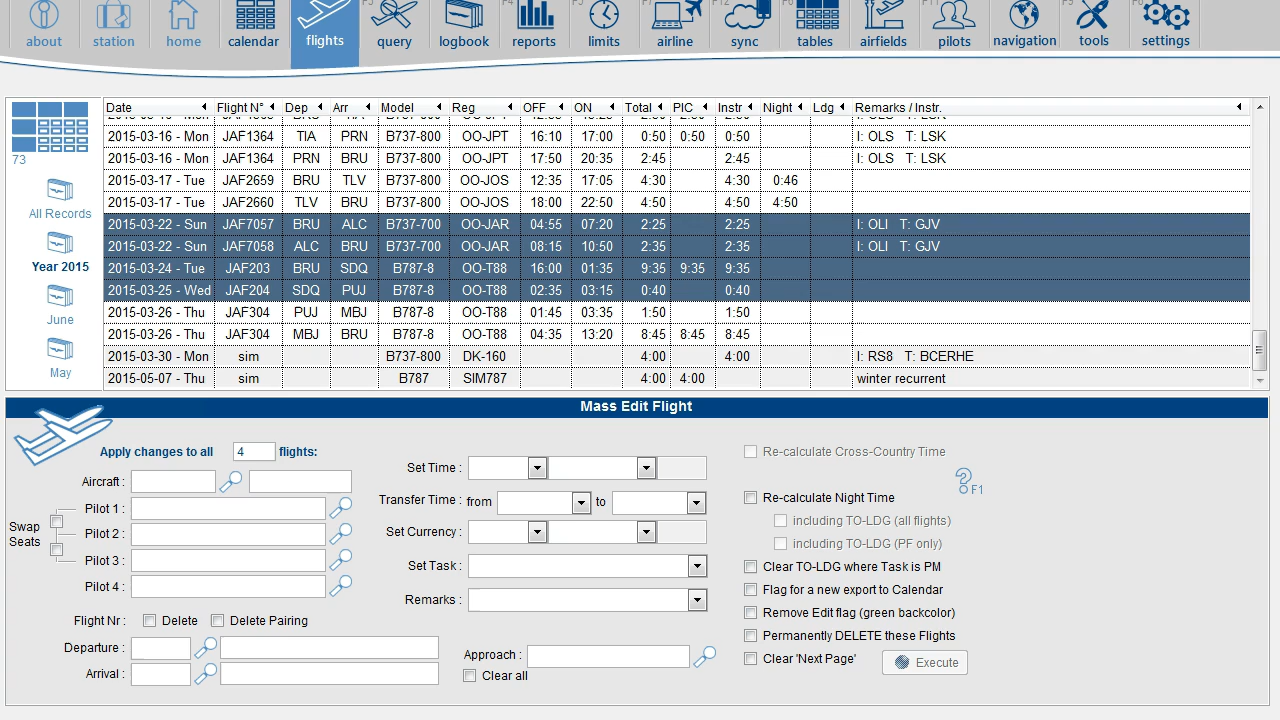 F3 F4 F5 F7 F12 F6 F11 F9 F8
about station home calendar flights query logbook reports limits airline sync tables airfields pilots navigation tools settings
Date Flight N° Dep Arr Model Reg OFF ON Total PIC Instr Night Ldg Remarks / Instr.
2015-03-16 - Mon JAF1364 TIA PRN B737-800 OO-JPT 16:10 17:00 0:50 0:50 0:50 I: OLS T: LSK
2015-03-16 - Mon JAF1364 PRN BRU B737-800 OO-JPT 17:50 20:35 2:45 2:45 I: OLS T: LSK
2015-03-17 - Tue JAF2659 BRU TLV B737-800 OO-JOS 12:35 17:05 4:30 4:30 0:46
2015-03-17 - Tue JAF2660 TLV BRU B737-800 OO-JOS 18:00 22:50 4:50 4:50 4:50
2015-03-22 - Sun JAF7057 BRU ALC B737-700 OO-JAR 04:55 07:20 2:25 2:25 I: OLI T: GJV
2015-03-22 - Sun JAF7058 ALC BRU B737-700 OO-JAR 08:15 10:50 2:35 2:35 I: OLI T: GJV
2015-03-24 - Tue JAF203 BRU SDQ B787-8 OO-T88 16:00 01:35 9:35 9:35 9:35
2015-03-25 - Wed JAF204 SDQ PUJ B787-8 OO-T88 02:35 03:15 0:40 0:40
2015-03-26 - Thu JAF304 PUJ MBJ B787-8 OO-T88 01:45 03:35 1:50 1:50
2015-03-26 - Thu JAF304 MBJ BRU B787-8 OO-T88 04:35 13:20 8:45 8:45 8:45
2015-03-30 - Mon sim B737-800 DK-160 4:00 4:00 I: RS8 T: BCERHE
2015-05-07 - Thu sim B787 SIM787 4:00 4:00 winter recurrent
73
All Records
Year 2015
June
May
Mass Edit Flight
Apply changes to all 4 flights:
Aircraft :
Swap Seats
Pilot 1 :
Pilot 2 :
Pilot 3 :
Pilot 4 :
Flight Nr : Delete Delete Pairing
Departure :
Arrival :
Set Time :
Transfer Time : from to
Set Currency :
Set Task :
Remarks :
Approach :
Clear all
Re-calculate Cross-Country Time
? F1
Re-calculate Night Time
including TO-LDG (all flights)
including TO-LDG (PF only)
Clear TO-LDG where Task is PM
Flag for a new export to Calendar
Remove Edit flag (green backcolor)
Permanently DELETE these Flights
Clear 'Next Page'
Execute